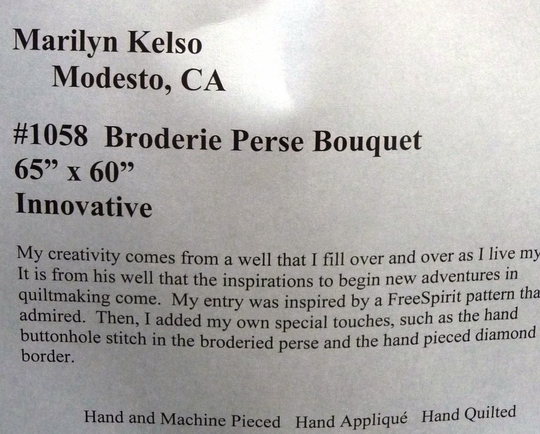 Marilyn Kelso
Modesto, CA
#1058 Broderie Perse Bouquet
65” x 60”
Innovative
My creativity comes from a well that I fill over and over as I live my
It is from his well that the inspirations to begin new adventures in
quiltmaking come. My entry was inspired by a FreeSpirit pattern
admired. Then, I added my own special touches, such as the hand
buttonhole stitch in the broderied perse and the hand pieced diamond
border.
Hand and Machine Pieced Hand Appliqué Hand Quilted